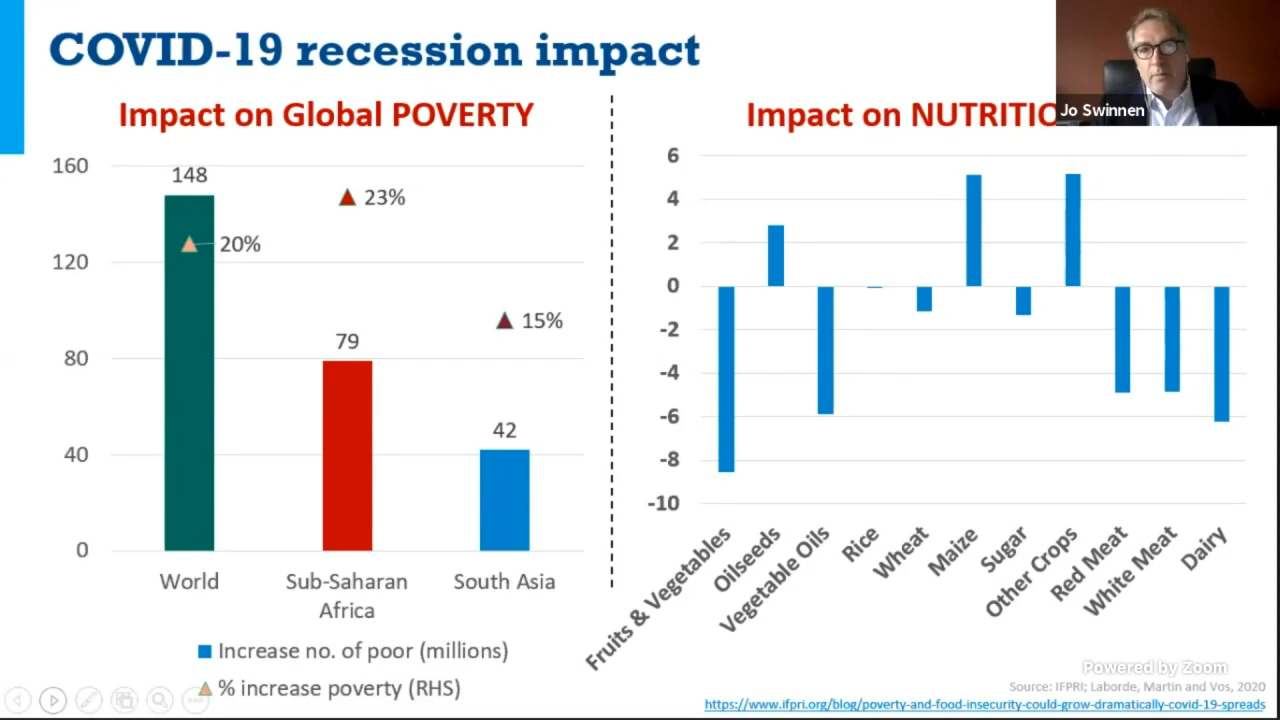 COVID-19 recession impact
Jo Swinnen
Impact on Global POVERTY
160
120
80
40
0
148
79
42
20%
23%
15%
World
Sub-Saharan
Africa
South Asia
Increase no. of poor (millions)
% increase poverty (RHS)
Impact on NUTRITIO
6
4
2
0
-2
-4
-6
-8
-10
Fruits & Vegetables
Oilseeds
Vegetable Oils
Rice
Wheat
Maize
Sugar
Other Crops
Red Meat
White Meat
Dairy
Powered by Zoom
Source: IFPRI; Laborde, Martin and Vos, 2020
https://www.ifpri.org/blog/poverty-and-food-insecurity-could-grow-dramatically-covid-19-spreads